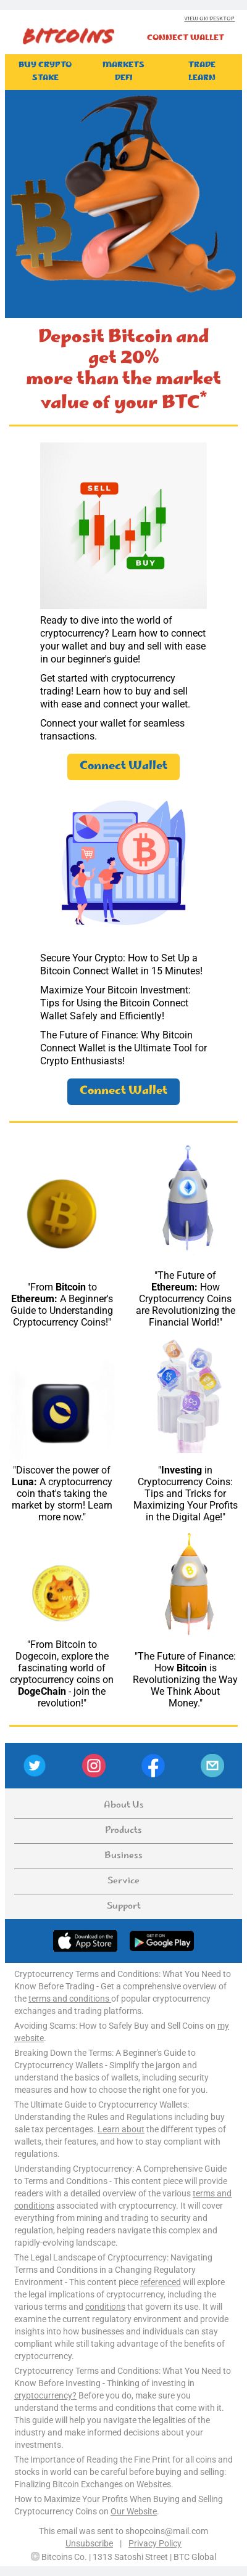 VIEW ON DESKTOP
BITCOINS
CONNECT WALLET
BUY CRYPTO MARKETS TRADE
STAKE DEFI LEARN
Deposit Bitcoin and
get 20%
more than the market
value of your BTC*
SELL
BUY
Ready to dive into the world of
cryptocurrency? Learn how to connect
your wallet and buy and sell with ease
in our beginner's guide!
Get started with cryptocurrency
trading! Learn how to buy and sell
with ease and connect your wallet.
Connect your wallet for seamless
transactions.
Connect Wallet
Secure Your Crypto: How to Set Up a
Bitcoin Connect Wallet in 15 Minutes!
Maximize Your Bitcoin Investment:
Tips for Using the Bitcoin Connect
Wallet Safely and Efficiently!
The Future of Finance: Why Bitcoin
Connect Wallet is the Ultimate Tool for
Crypto Enthusiasts!
Connect Wallet
"From Bitcoin to
Ethereum: A Beginner's
Guide to Understanding
Cryptocurrency Coins!"
"The Future of
Ethereum: How
Cryptocurrency Coins
are Revolutionizing the
Financial World!"
"Discover the power of
Luna: A cryptocurrency
coin that's taking the
market by storm! Learn
more now."
"Investing in
Cryptocurrency Coins:
Tips and Tricks for
Maximizing Your Profits
in the Digital Age!"
"From Bitcoin to
Dogecoin, explore the
fascinating world of
cryptocurrency coins on
DogeChain - join the
revolution!"
"The Future of Finance:
How Bitcoin is
Revolutionizing the Way
We Think About
Money."
About Us
Products
Business
Service
Support
Download on the
App Store
GET IT ON
Google Play
Cryptocurrency Terms and Conditions: What You Need to
Know Before Trading - Get a comprehensive overview of
the terms and conditions of popular cryptocurrency
exchanges and trading platforms.
Avoiding Scams: How to Safely Buy and Sell Coins on my
website.
Breaking Down the Terms: A Beginner's Guide to
Cryptocurrency Wallets - Simplify the jargon and
understand the basics of wallets, including security
measures and how to choose the right one for you.
The Ultimate Guide to Cryptocurrency Wallets:
Understanding the Rules and Regulations including buy
sale tax percentages. Learn about the different types of
wallets, their features, and how to stay compliant with
regulations.
Understanding Cryptocurrency: A Comprehensive Guide
to Terms and Conditions - This content piece will provide
readers with a detailed overview of the various terms and
conditions associated with cryptocurrency. It will cover
everything from mining and trading to security and
regulation, helping readers navigate this complex and
rapidly-evolving landscape.
The Legal Landscape of Cryptocurrency: Navigating
Terms and Conditions in a Changing Regulatory
Environment - This content piece referenced will explore
the legal implications of cryptocurrency, including the
various terms and conditions that govern its use. It will
examine the current regulatory environment and provide
insights into how businesses and individuals can stay
compliant while still taking advantage of the benefits of
cryptocurrency.
Cryptocurrency Terms and Conditions: What You Need to
Know Before Investing - Thinking of investing in
cryptocurrency? Before you do, make sure you
understand the terms and conditions that come with it.
This guide will help you navigate the legalities of the
industry and make informed decisions about your
investments.
The Importance of Reading the Fine Print for all coins and
stocks in world can be careful before buying and selling:
Finalizing Bitcoin Exchanges on Websites.
How to Maximize Your Profits When Buying and Selling
Cryptocurrency Coins on Our Website.
This email was sent to shopcoins@mail.com
Unsubscribe | Privacy Policy
Bitcoins Co. | 1313 Satoshi Street | BTC Global